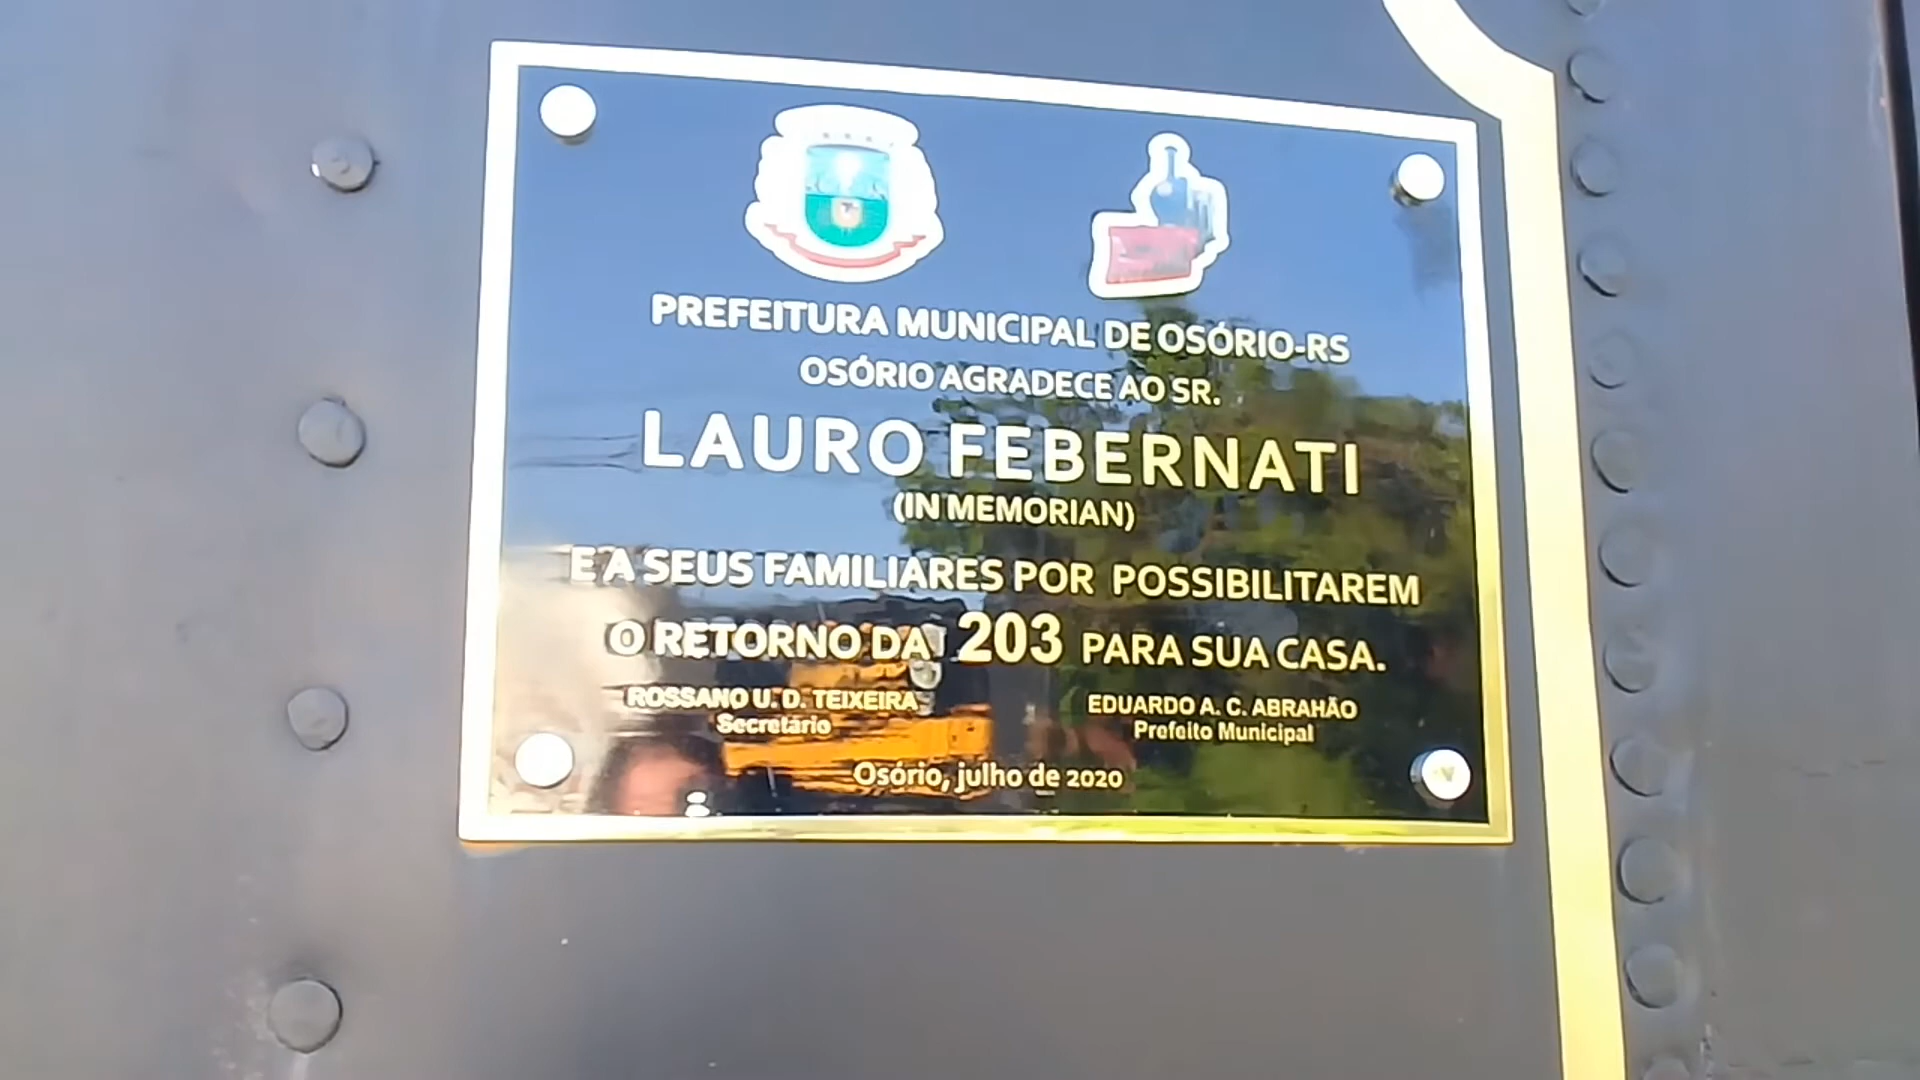 PREFEITURA MUNICIPAL DE OSÓRIO-RS
OSÓRIO AGRADECE AO SR.
LAURO FEBERNATI
(IN MEMORIAN)
E A SEUS FAMILIARES POR POSSIBILITAREM
O RETORNO DA 203 PARA SUA CASA.
ROSSANO U. D. TEIXEIRA
Secretário
EDUARDO A. C. ABRAHÃO
Prefeito Municipal
Osório, julho de 2020